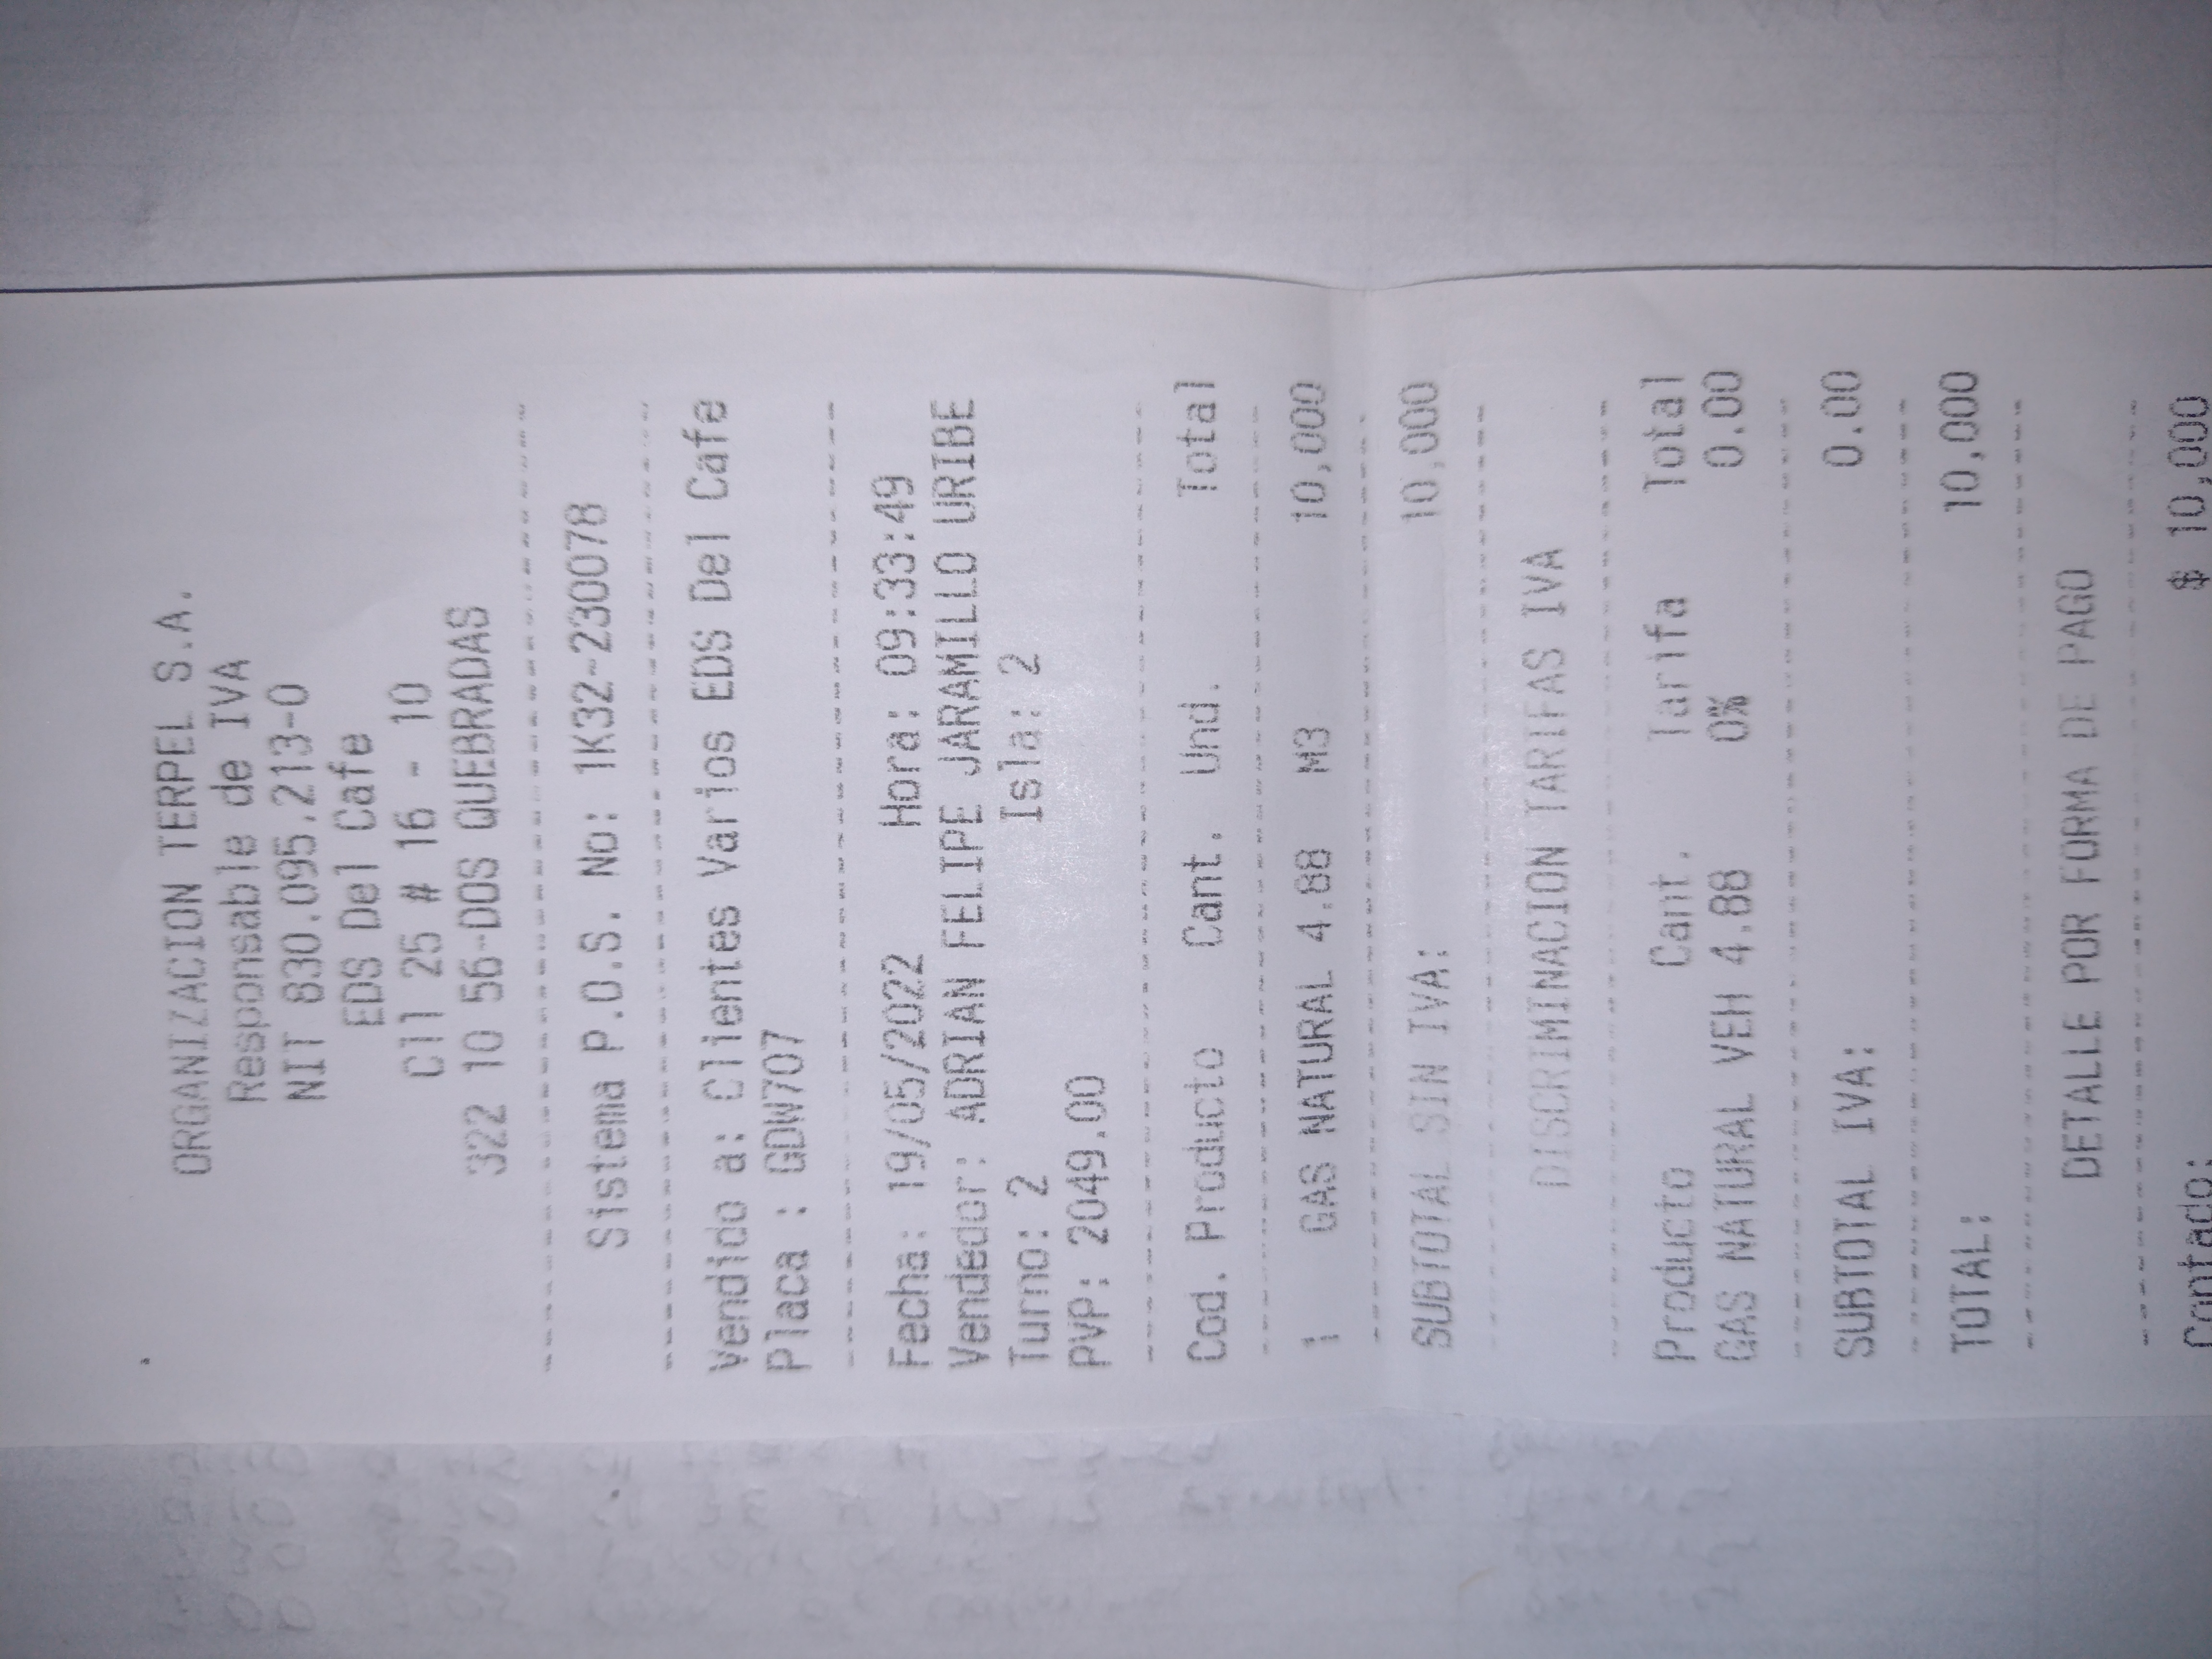 ORGANIZACION TERPEL S.A.
Responsable de IVA
NIT 830.095.213-0
EDS Del Cafe
Cll 25 # 16 - 10
322 10 56-DOS QUEBRADAS
Sistema P.O.S. No: 1K32-230078
Vendido a: Clientes Varios EDS Del Cafe
Placa : GDW707
Fecha: 19/05/2022 Hora: 09:33:49
Vendedor: ADRIAN FELIPE JARAMILLO URIBE
Turno: 2 Isla: 2
PVP: 2049.00
Cod. Producto Cant. Und. Total
1 GAS NATURAL 4.88 M3 10,000
SUBTOTAL SIN IVA: 10,000
DISCRIMINACION TARIFAS IVA
Producto Cant. Tarifa Total
GAS NATURAL VEH 4.88 0% 0.00
SUBTOTAL IVA: 0.00
TOTAL: 10,000
DETALLE POR FORMA DE PAGO
Contado: $ 10,000